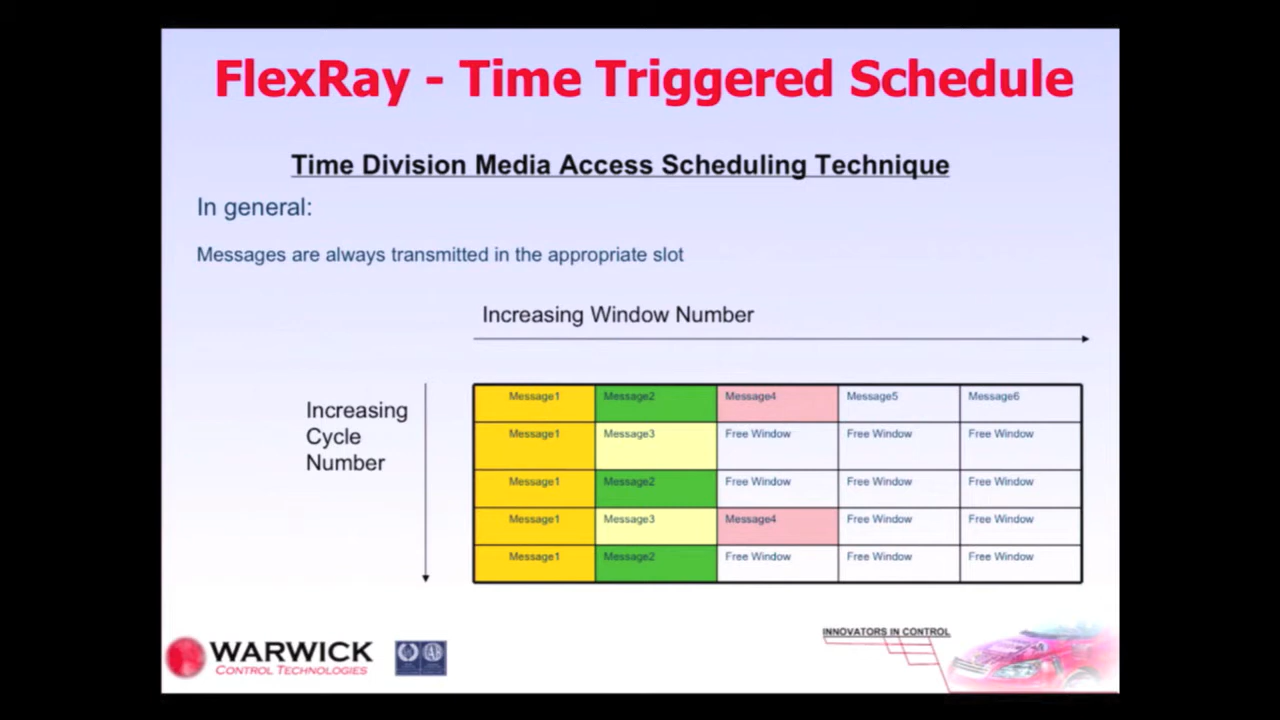 FlexRay - Time Triggered Schedule
Time Division Media Access Scheduling Technique
In general:
Messages are always transmitted in the appropriate slot
Increasing Window Number
Increasing
Cycle
Number
Message1 Message2 Message4 Message5 Message6
Message1 Message3 Free Window Free Window Free Window
Message1 Message2 Free Window Free Window Free Window
Message1 Message3 Message4 Free Window Free Window
Message1 Message2 Free Window Free Window Free Window
WARWICK
CONTROL TECHNOLOGIES
INNOVATORS IN CONTROL